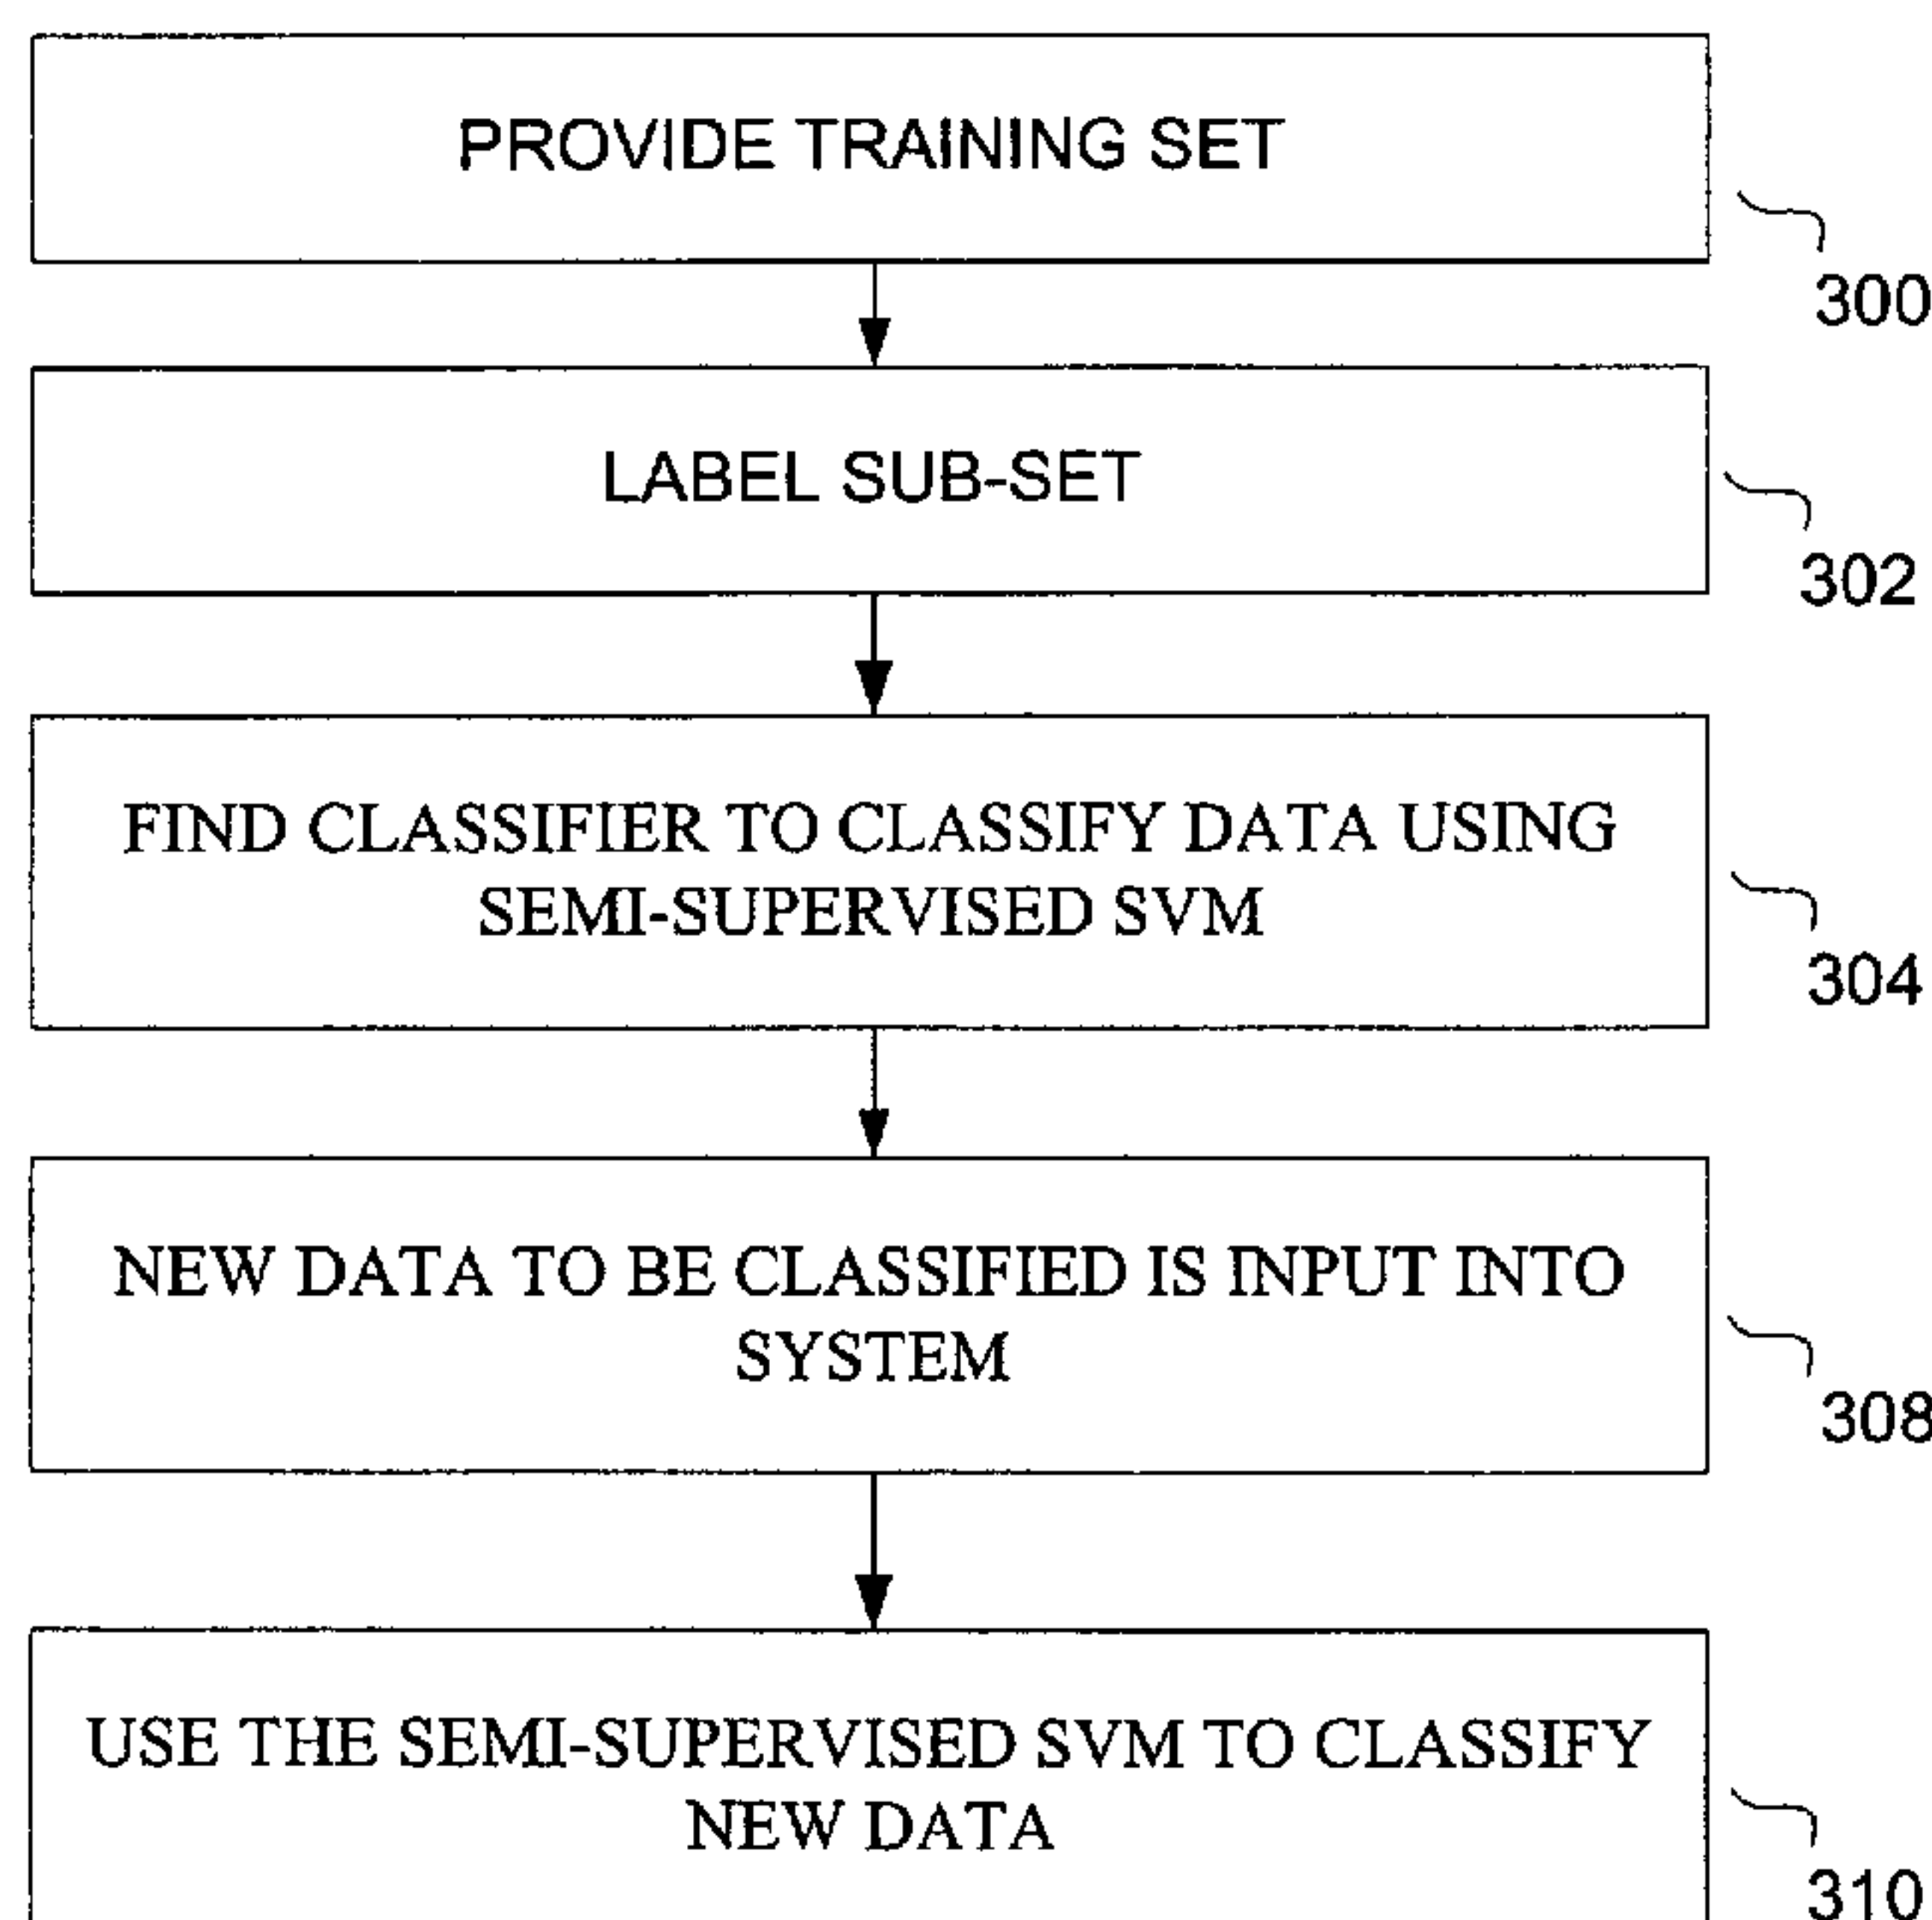 PROVIDE TRAINING SET
300
LABEL SUB-SET
302
FIND CLASSIFIER TO CLASSIFY DATA USING
SEMI-SUPERVISED SVM
304
NEW DATA TO BE CLASSIFIED IS INPUT INTO
SYSTEM
308
USE THE SEMI-SUPERVISED SVM TO CLASSIFY
NEW DATA
310